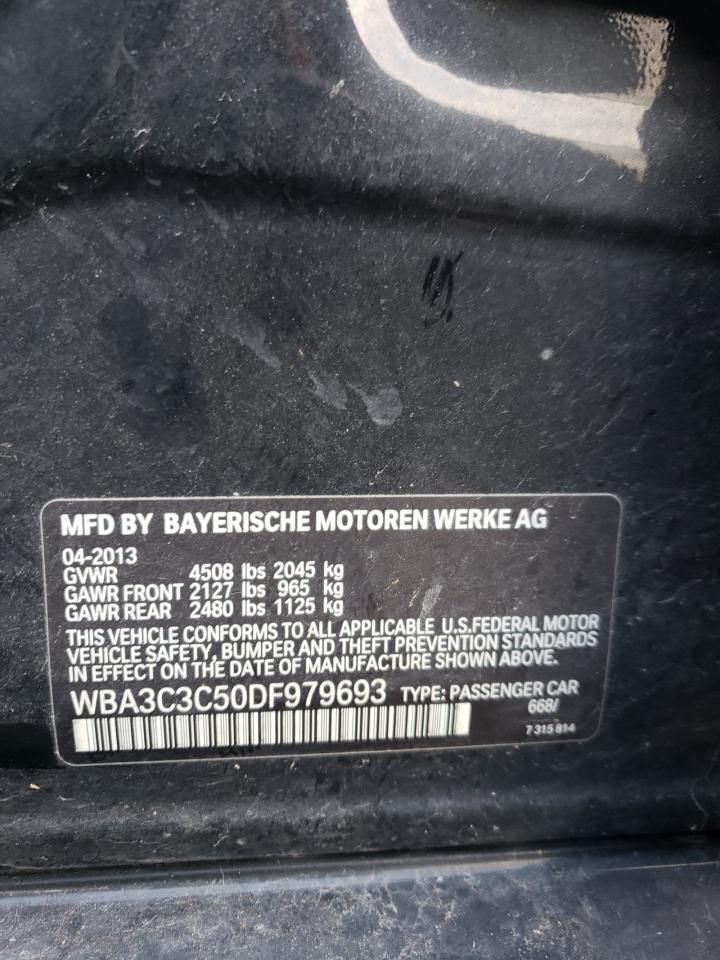 MFD BY BAYERISCHE MOTOREN WERKE AG
04-2013
GVWR 4508 lbs 2045 kg
GAWR FRONT 2127 lbs 965 kg
GAWR REAR 2480 lbs 1125 kg
THIS VEHICLE CONFORMS TO ALL APPLICABLE U.S.FEDERAL MOTOR
VEHICLE SAFETY, BUMPER AND THEFT PREVENTION STANDARDS
IN EFFECT ON THE DATE OF MANUFACTURE SHOWN ABOVE.
WBA3C3C50DF979693 TYPE: PASSENGER CAR
668/
7 315 814